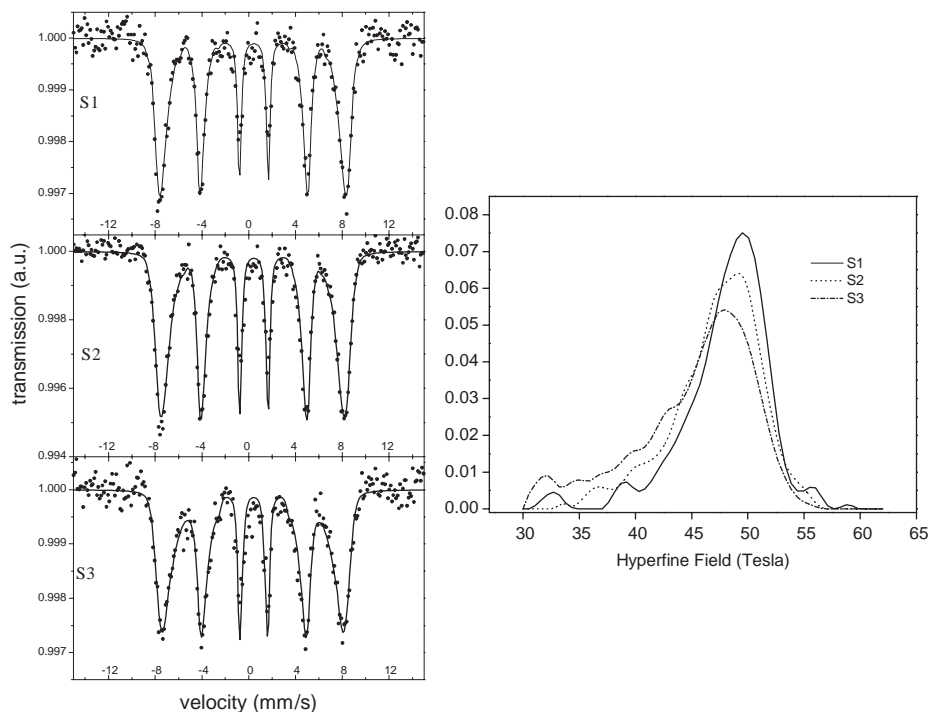 1.000
0.999
0.998
0.997
S1
-12 -8 -4 0 4 8 12
1.000
0.998
0.996
0.994
S2
-12 -8 -4 0 4 8 12
1.000
0.999
0.998
0.997
S3
-12 -8 -4 0 4 8 12
transmission (a.u.)
velocity (mm/s)
0.08
0.07
0.06
0.05
0.04
0.03
0.02
0.010
0.00
S1
S2
S3
30 35 40 45 50 55 60 65
Hyperfine Field (Tesla)